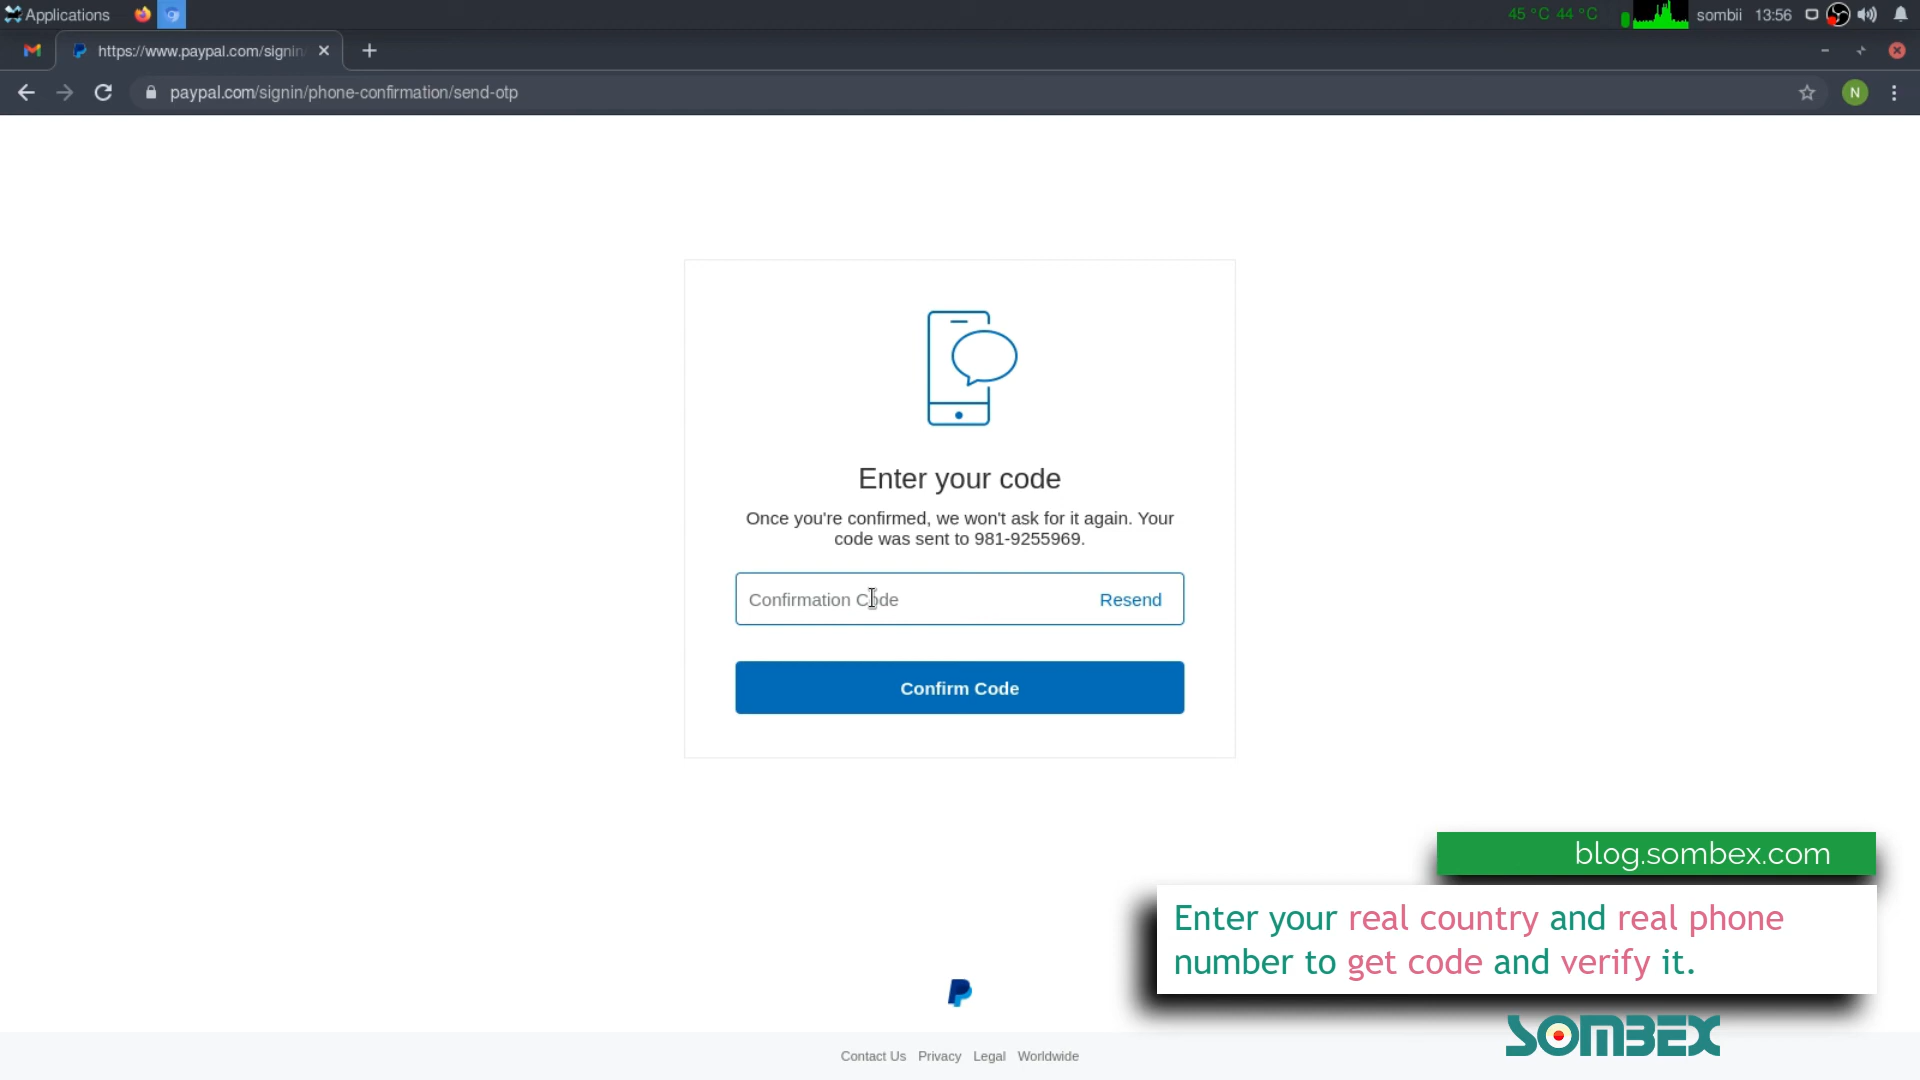 Applications
45 °C 44 °C
sombii 13:56
https://www.paypal.com/signin
paypal.com/signin/phone-confirmation/send-otp
N
Enter your code
Once you're confirmed, we won't ask for it again. Your
code was sent to 981-9255969.
Confirmation Code
Resend
Confirm Code
blog.sombex.com
Enter your real country and real phone
number to get code and verify it.
SOMBEX
Contact Us Privacy Legal Worldwide